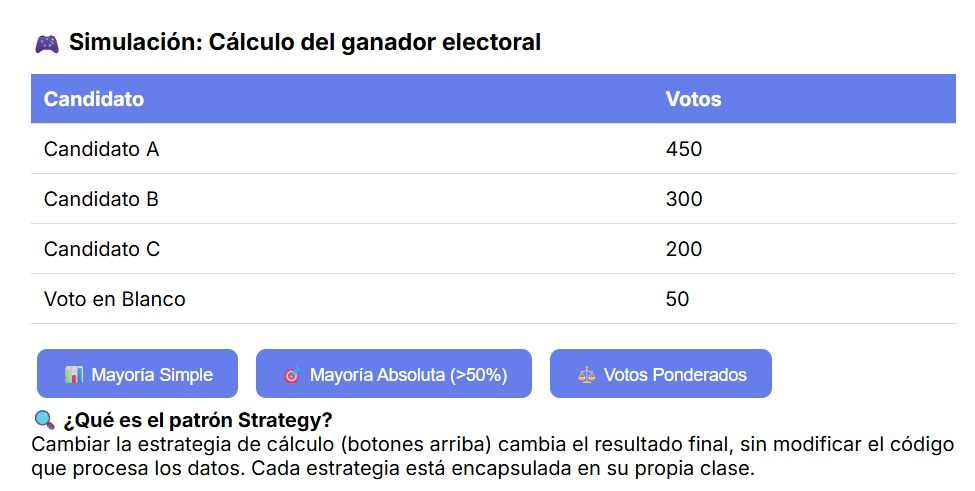 🎮 Simulación: Cálculo del ganador electoral
Candidato Votos
Candidato A 450
Candidato B 300
Candidato C 200
Voto en Blanco 50
📊 Mayoría Simple 🎯 Mayoría Absoluta (>50%) ⚖️ Votos Ponderados
🔍 ¿Qué es el patrón Strategy?
Cambiar la estrategia de cálculo (botones arriba) cambia el resultado final, sin modificar el código
que procesa los datos. Cada estrategia está encapsulada en su propia clase.